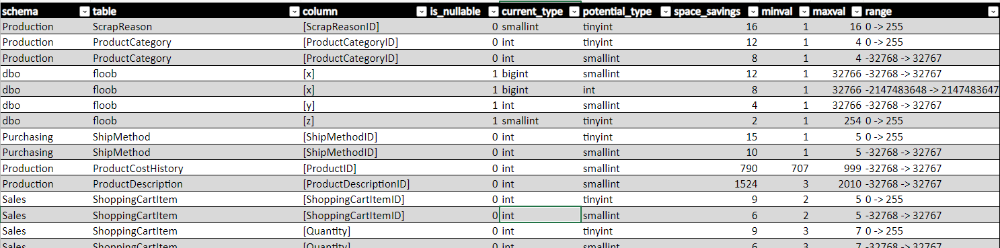 schema table column is_nullable current_type potential_type space_savings minval maxval range
Production ScrapReason [ScrapReasonID] 0 smallint tinyint 16 1 16 0 -> 255
Production ProductCategory [ProductCategoryID] 0 int tinyint 12 1 4 0 -> 255
Production ProductCategory [ProductCategoryID] 0 int smallint 8 1 4 -32768 -> 32767
dbo floob [x] 1 bigint smallint 12 1 32766 -32768 -> 32767
dbo floob [x] 1 bigint int 8 1 32766 -2147483648 -> 2147483647
dbo floob [y] 1 int smallint 4 1 32766 -32768 -> 32767
dbo floob [z] 1 smallint tinyint 2 1 254 0 -> 255
Purchasing ShipMethod [ShipMethodID] 0 int tinyint 15 1 5 0 -> 255
Purchasing ShipMethod [ShipMethodID] 0 int smallint 10 1 5 -32768 -> 32767
Production ProductCostHistory [ProductID] 0 int smallint 790 707 999 -32768 -> 32767
Production ProductDescription [ProductDescriptionID] 0 int smallint 1524 3 2010 -32768 -> 32767
Sales ShoppingCartItem [ShoppingCartItemID] 0 int tinyint 9 2 5 0 -> 255
Sales ShoppingCartItem [ShoppingCartItemID] 0 int smallint 6 2 5 -32768 -> 32767
Sales ShoppingCartItem [Quantity] 0 int tinyint 9 3 7 0 -> 255
Sales ShoppingCartItem [Quantity] 0 int smallint 6 3 7 -32768 -> 32767